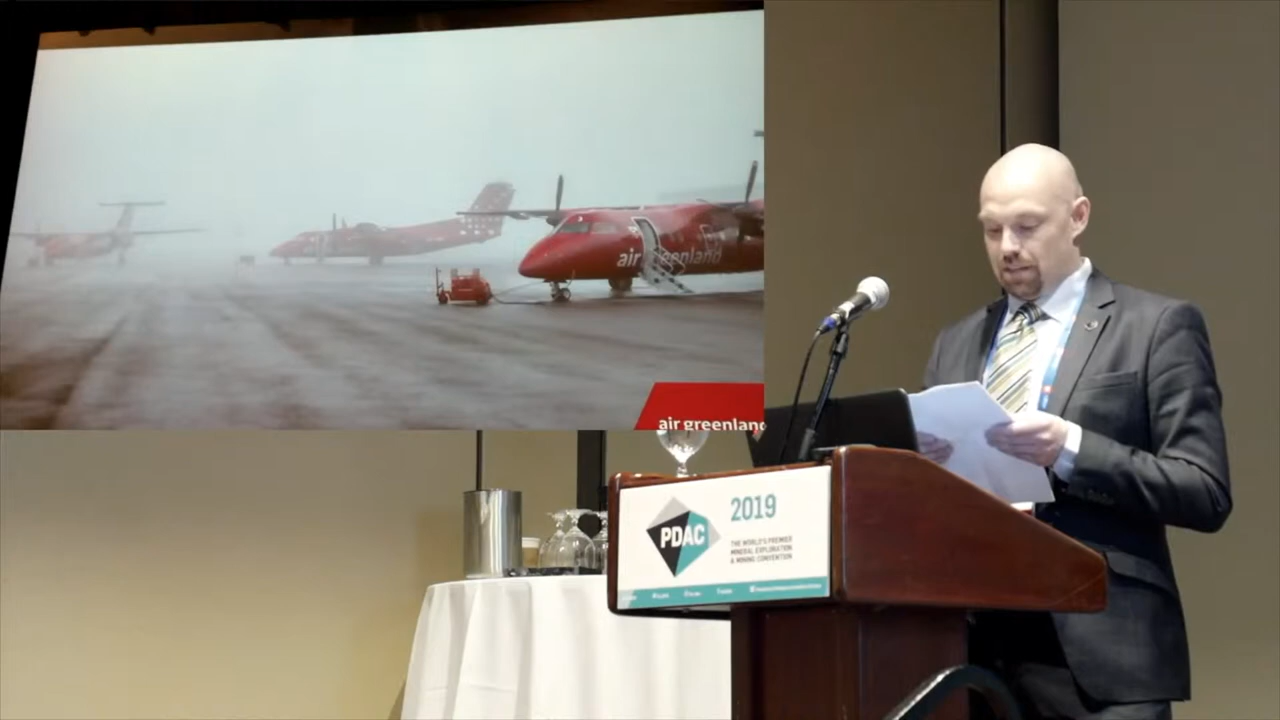 air greenland
air greenland
PDAC
2019
THE WORLD'S PREMIER
MINERAL EXPLORATION
& MINING CONVENTION